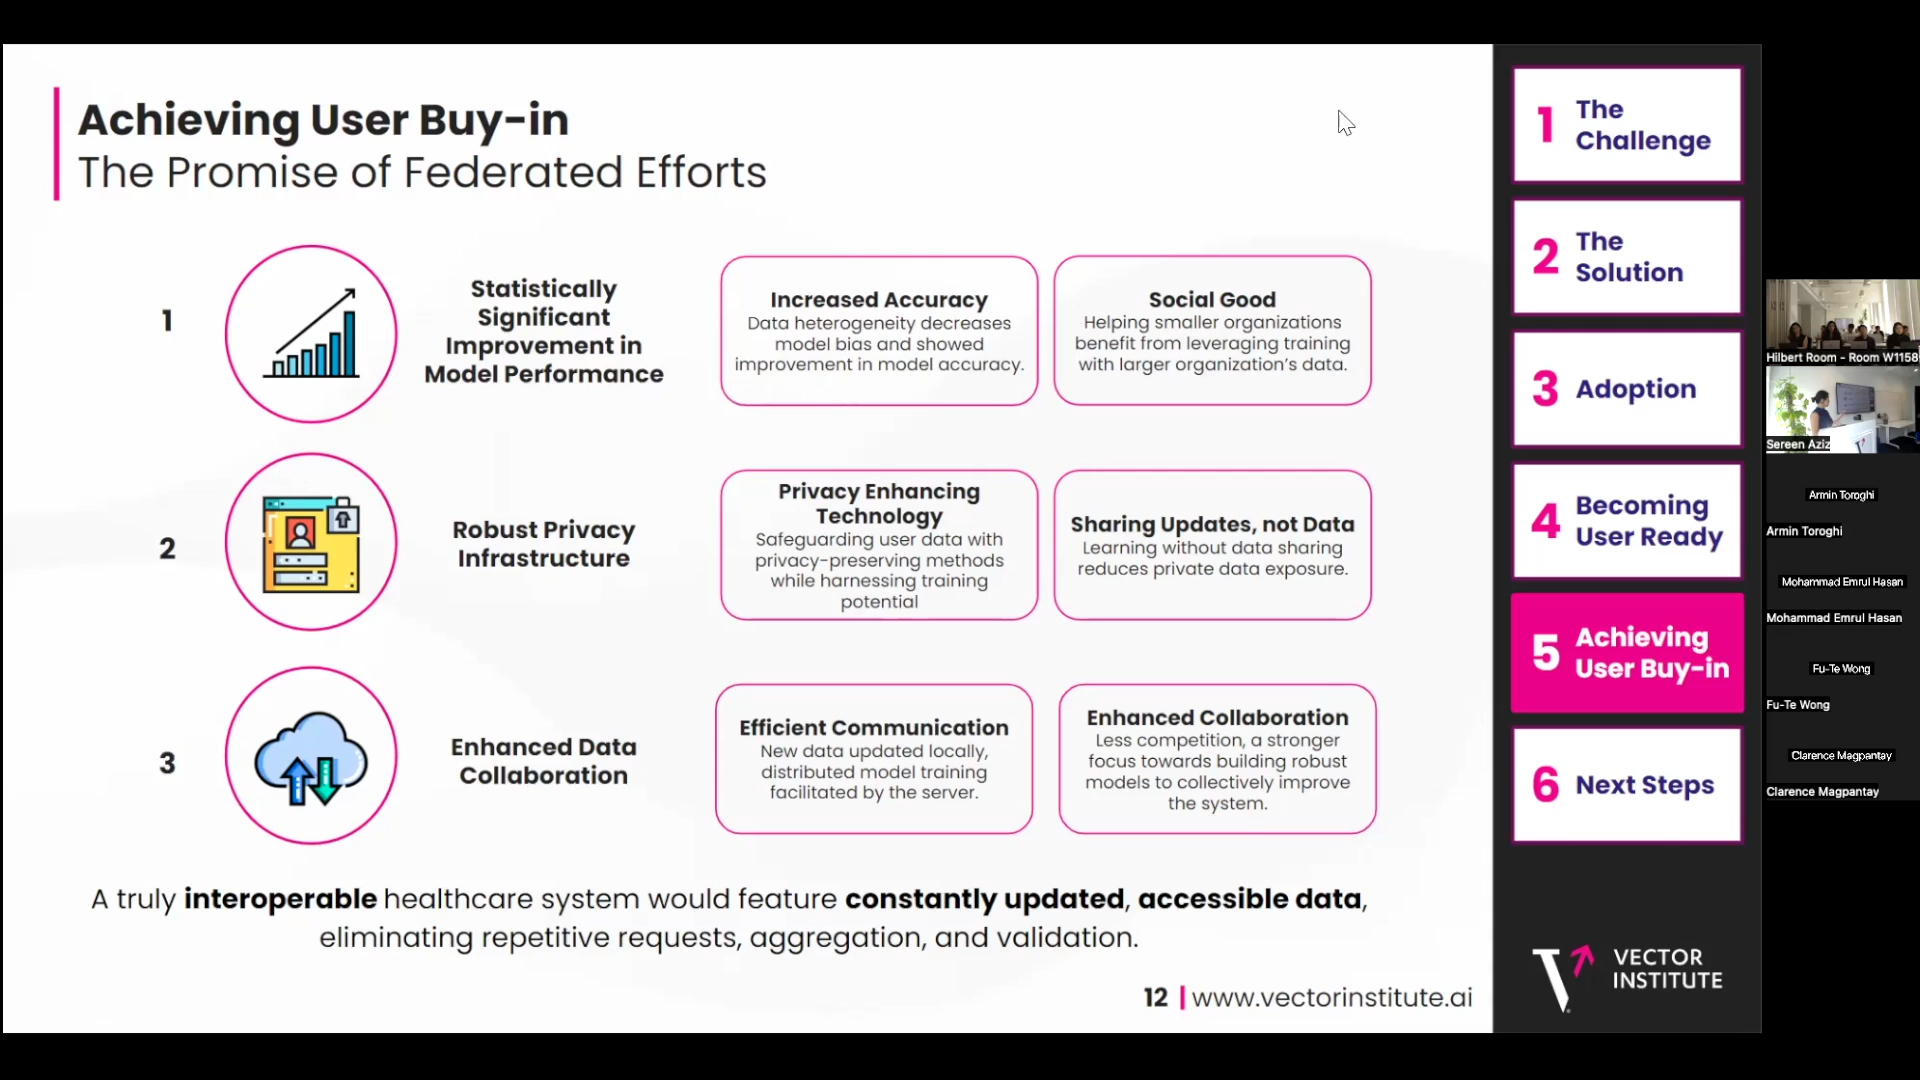 Achieving User Buy-in
The Promise of Federated Efforts
1
Statistically
Significant
Improvement in
Model Performance
Increased Accuracy
Data heterogeneity decreases
model bias and showed
improvement in model accuracy.
Social Good
Helping smaller organizations
benefit from leveraging training
with larger organization's data.
2
Robust Privacy
Infrastructure
Privacy Enhancing
Technology
Safeguarding user data with
privacy-preserving methods
while harnessing training
potential
Sharing Updates, not Data
Learning without data sharing
reduces private data exposure.
3
Enhanced Data
Collaboration
Efficient Communication
New data updated locally,
distributed model training
facilitated by the server.
Enhanced Collaboration
Less competition, a stronger
focus towards building robust
models to collectively improve
the system.
A truly interoperable healthcare system would feature constantly updated, accessible data,
eliminating repetitive requests, aggregation, and validation.
12 | www.vectorinstitute.ai
1 The
Challenge
2 The
Solution
3 Adoption
4 Becoming
User Ready
5 Achieving
User Buy-in
6 Next Steps
VECTOR
INSTITUTE
Hilbert Room - Room W1158
Sereen Aziz
Armin Toroghi
Armin Toroghi
Mohammad Emrul Hasan
Mohammad Emrul Hasan
Fu-Te Wong
Fu-Te Wong
Clarence Magpantay
Clarence Magpantay